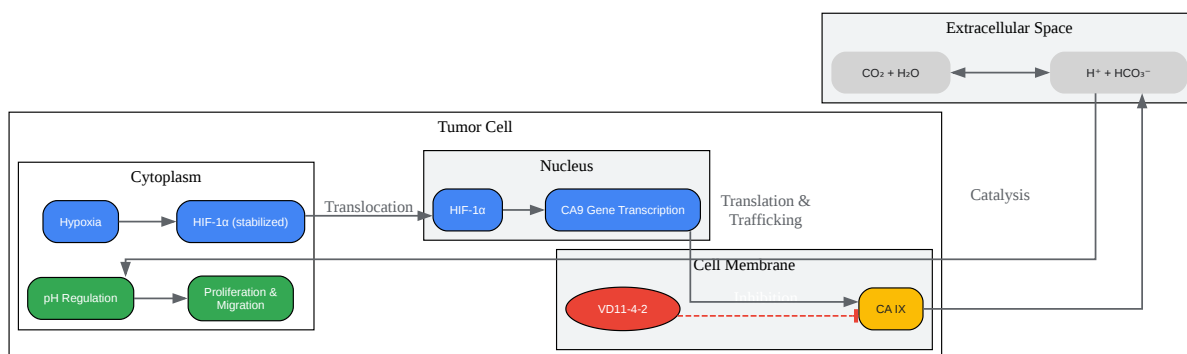 Extracellular Space
CO₂ + H₂O
H⁺ + HCO₃⁻
Tumor Cell
Cytoplasm
Hypoxia
HIF-1α (stabilized)
Translocation
Nucleus
HIF-1α
CA9 Gene Transcription
Translation &
Trafficking
Catalysis
pH Regulation
Proliferation &
Migration
Cell Membrane
Inhibition
VD11-4-2
CA IX